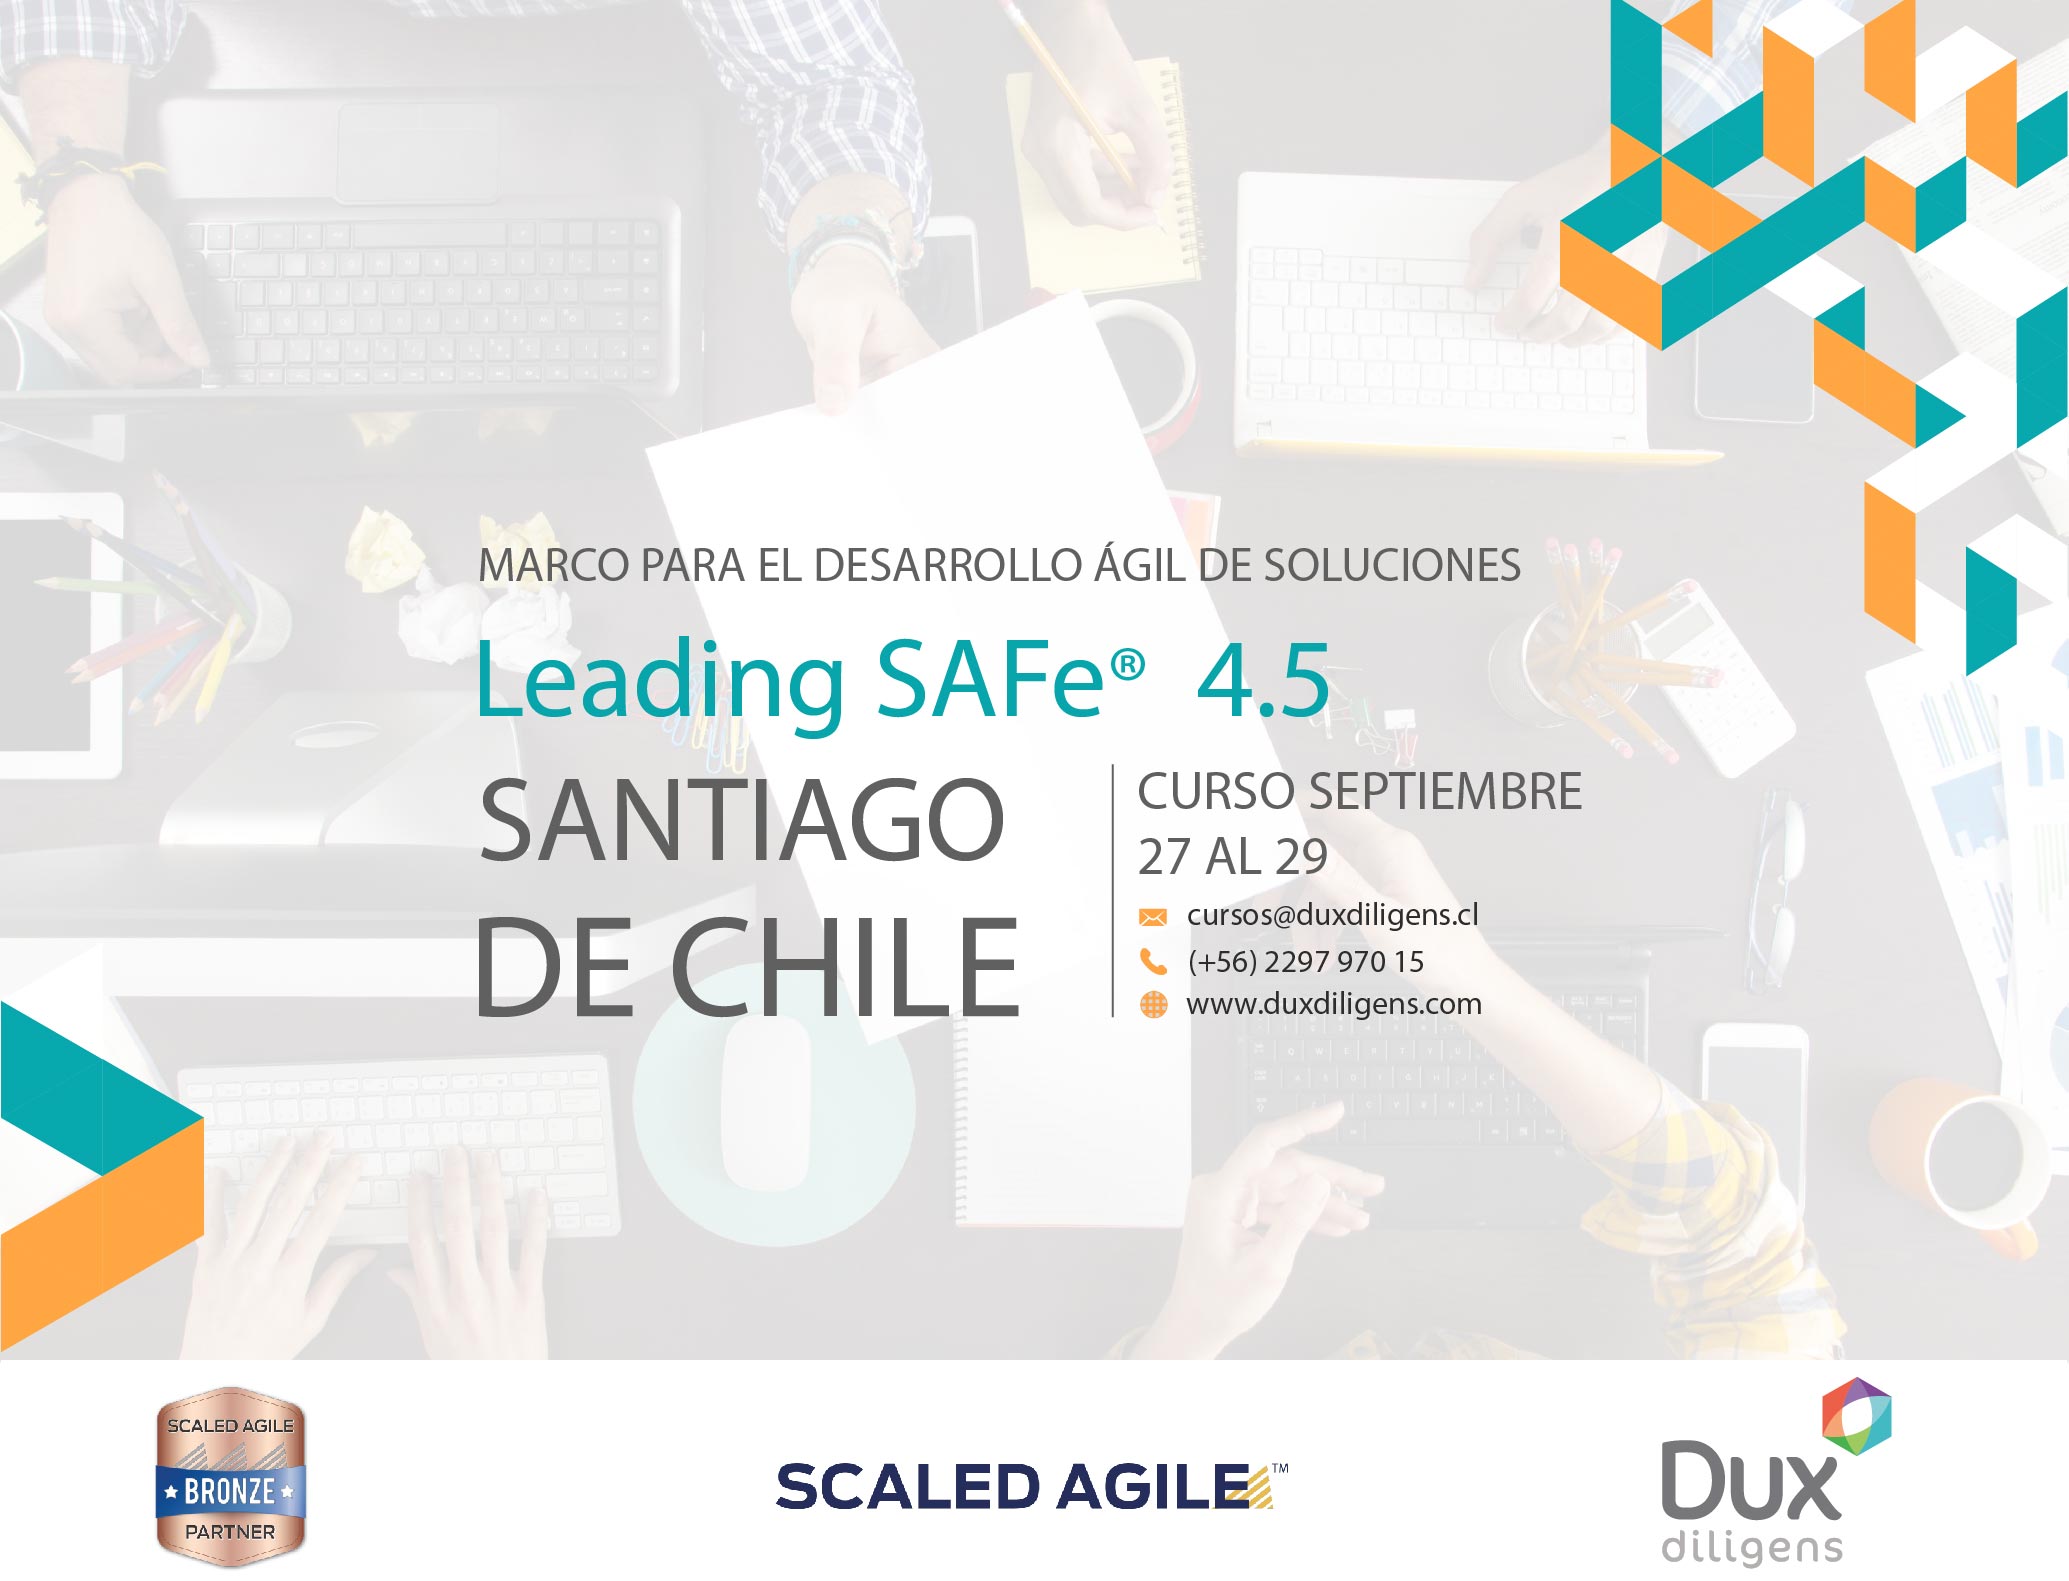 MARCO PARA EL DESARROLLO ÁGIL DE SOLUCIONES
Leading SAFe® 4.5
SANTIAGO
DE CHILE
CURSO SEPTIEMBRE
27 AL 29
cursos@duxdiligens.cl
(+56) 2297 970 15
www.duxdiligens.com
SCALED AGILE
BRONZE
PARTNER
SCALED AGILE™
Dux
diligens